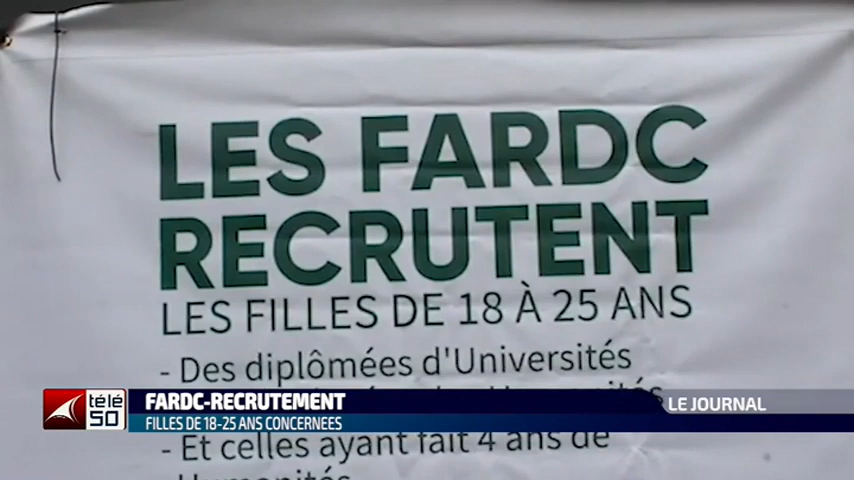 LES FARDC
RECRUTENT
LES FILLES DE 18 À 25 ANS
- Des diplômées d'Universités
- Et celles ayant fait 4 ans de
Humanités
télé
50
FARDC-RECRUTEMENT
FILLES DE 18-25 ANS CONCERNEES
LE JOURNAL